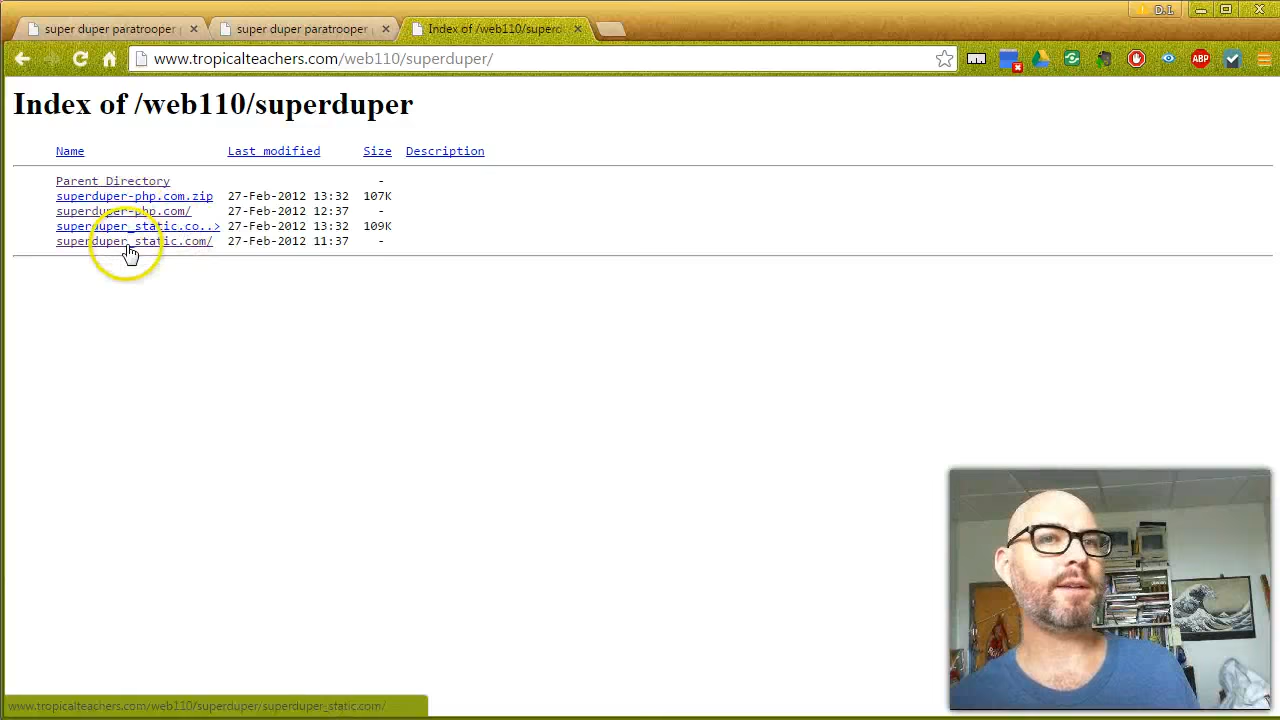 D.L.
super duper paratrooper
super duper paratrooper
Index of /web110/superd
www.tropicalteachers.com/web110/superduper/
ABP
Index of /web110/superduper
Name Last modified Size Description
Parent Directory -
superduper-php.com.zip 27-Feb-2012 13:32 107K
superduper-php.com/ 27-Feb-2012 12:37 -
superduper_static.co..> 27-Feb-2012 13:32 109K
superduper_static.com/ 27-Feb-2012 11:37 -
www.tropicalteachers.com/web110/superduper/superduper_static.com/